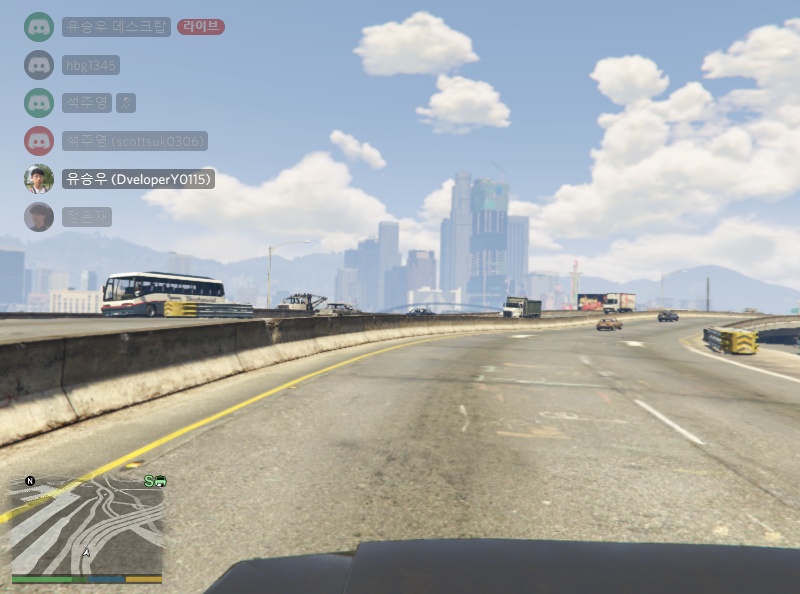 유승우 데스크탑 라이브
hbg1345
석주영
석주영 (scottsuk0306)
유승우 (DveloperY0115)
N
S